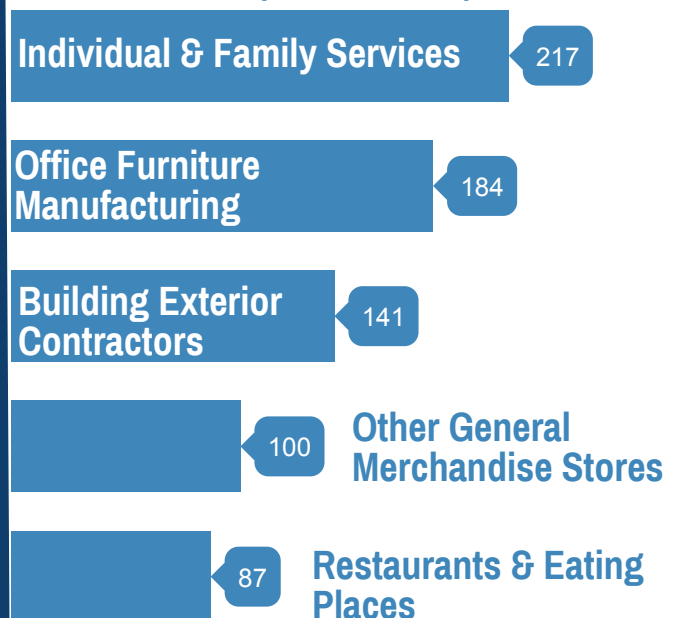 Individual & Family Services
217
Office Furniture
Manufacturing
184
Building Exterior
Contractors
141
100
Other General
Merchandise Stores
87
Restaurants & Eating
Places